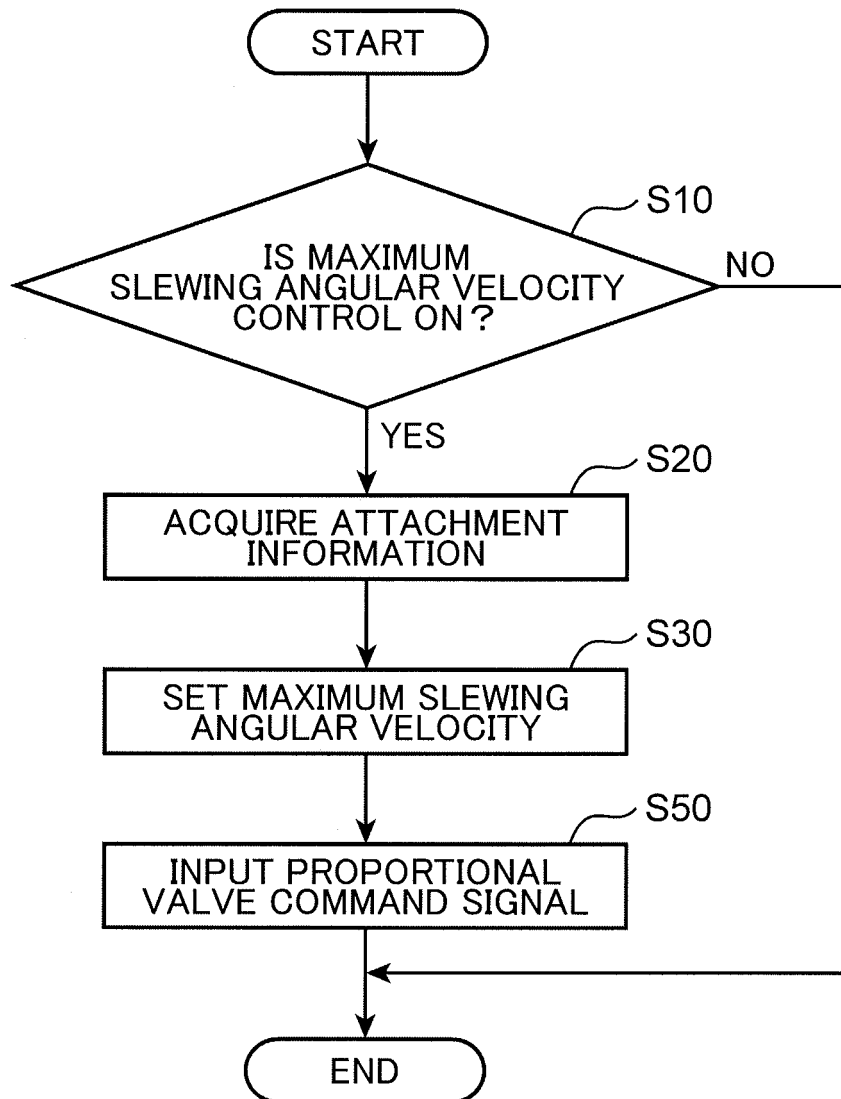 START
S10
IS MAXIMUM
SLEWING ANGULAR VELOCITY
CONTROL ON?
NO
YES
S20
ACQUIRE ATTACHMENT
INFORMATION
S30
SET MAXIMUM SLEWING
ANGULAR VELOCITY
S50
INPUT PROPORTIONAL
VALVE COMMAND SIGNAL
END